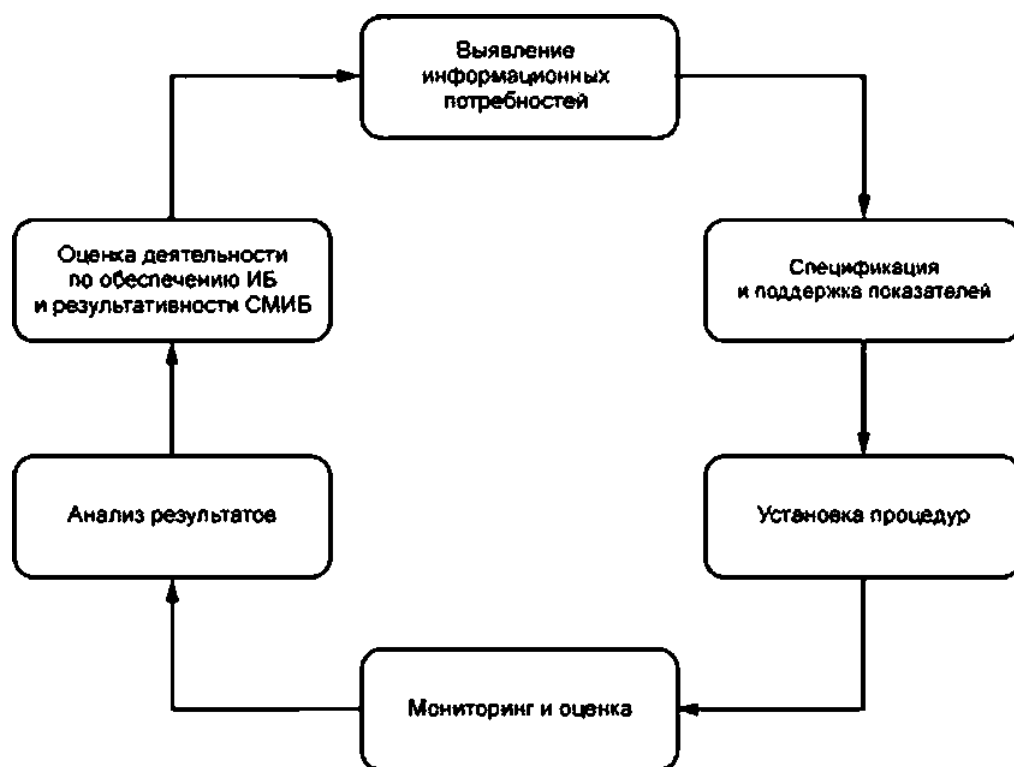 Выявление
информационных
потребностей
Оценка деятельности
по обеспечению ИБ
и результативности СМИБ
Спецификация
и поддержка показателей
Анализ результатов
Установка процедур
Мониторинг и оценка